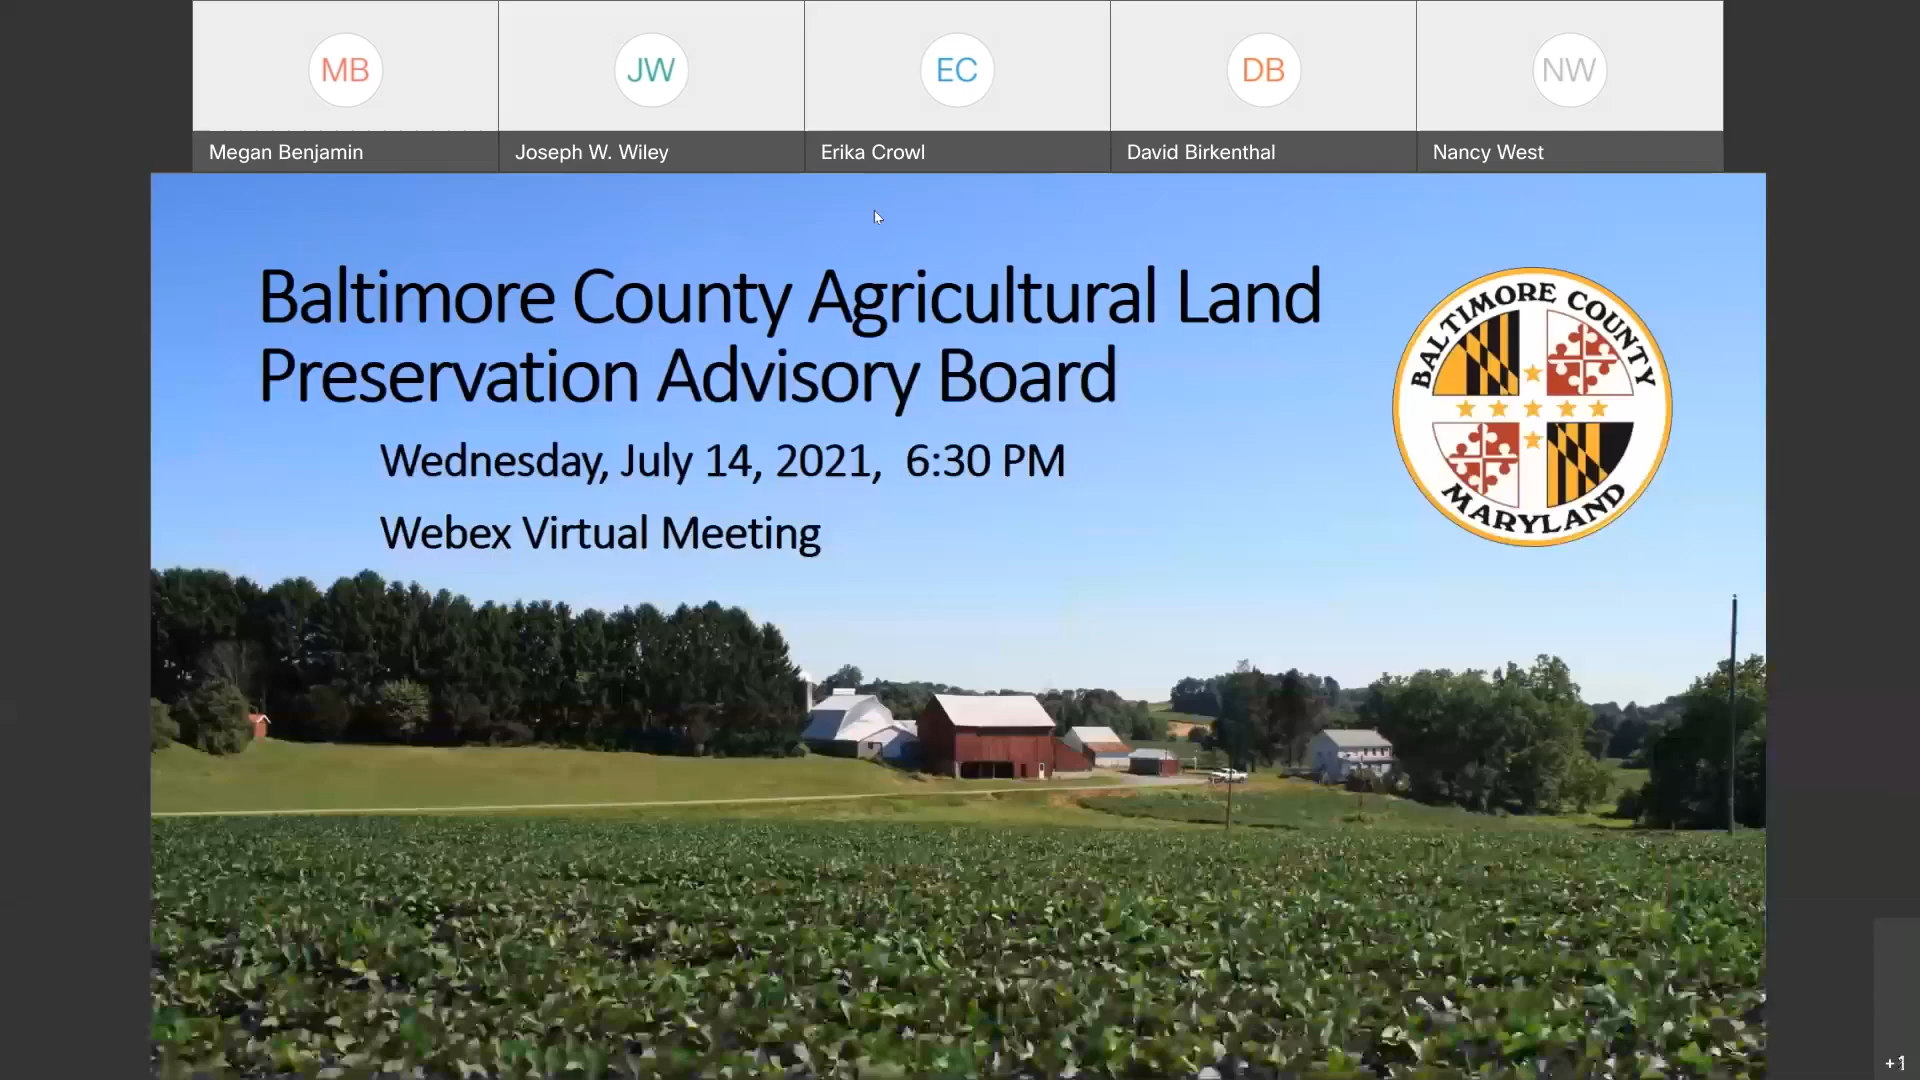 MB
JW
EC
DB
NW
Megan Benjamin
Joseph W. Wiley
Erika Crowl
David Birkenthal
Nancy West
Baltimore County Agricultural Land
Preservation Advisory Board
Wednesday, July 14, 2021, 6:30 PM
Webex Virtual Meeting
BALTIMORE COUNTY
MARYLAND
+1